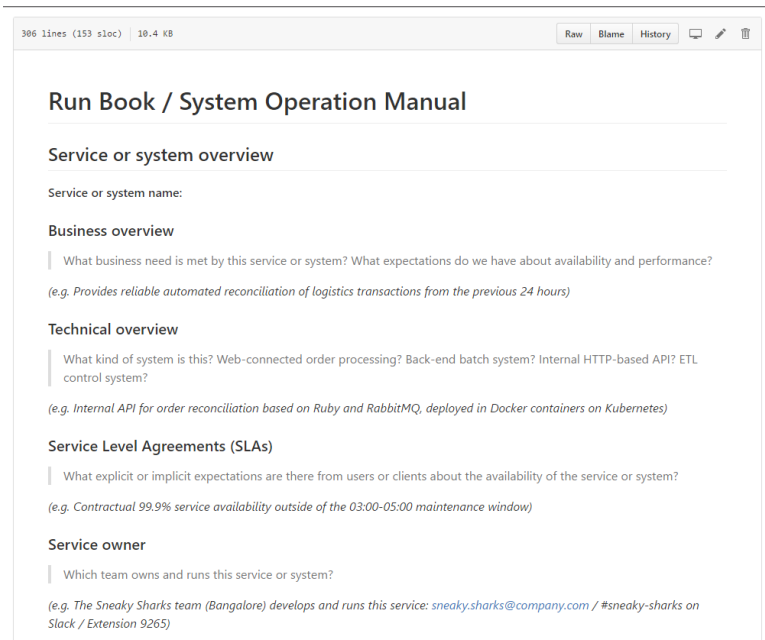 306 lines (153 sloc) 10.4 KB
Raw Blame History
Run Book / System Operation Manual
Service or system overview
Service or system name:
Business overview
What business need is met by this service or system? What expectations do we have about availability and performance?
(e.g. Provides reliable automated reconciliation of logistics transactions from the previous 24 hours)
Technical overview
What kind of system is this? Web-connected order processing? Back-end batch system? Internal HTTP-based API? ETL
control system?
(e.g. Internal API for order reconciliation based on Ruby and RabbitMQ, deployed in Docker containers on Kubernetes)
Service Level Agreements (SLAs)
What explicit or implicit expectations are there from users or clients about the availability of the service or system?
(e.g. Contractual 99.9% service availability outside of the 03:00-05:00 maintenance window)
Service owner
Which team owns and runs this service or system?
(e.g. The Sneaky Sharks team (Bangalore) develops and runs this service: sneaky.sharks@company.com / #sneaky-sharks on
Slack / Extension 9265)